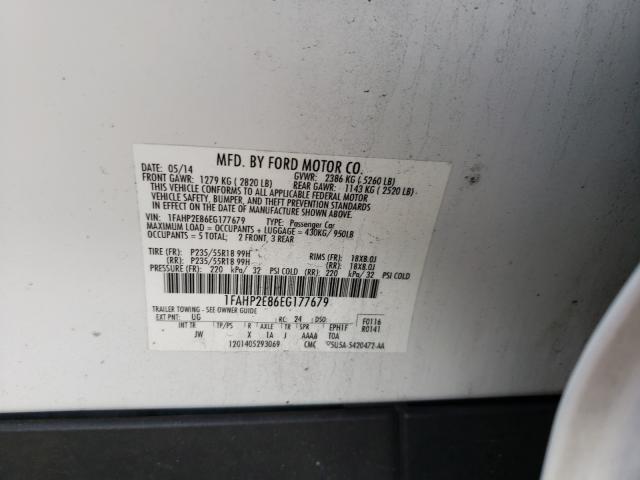 MFD. BY FORD MOTOR CO.
DATE: 05/14
GVWR: 2386 KG ( 5260 LB)
FRONT GAWR: 1279 KG ( 2820 LB)
REAR GAWR: 1143 KG ( 2520 LB)
THIS VEHICLE CONFORMS TO ALL APPLICABLE FEDERAL MOTOR
VEHICLE SAFETY, BUMPER, AND THEFT PREVENTION STANDARDS
IN EFFECT ON THE DATE OF MANUFACTURE SHOWN ABOVE.
VIN: 1FAHP2E86EG177679 TYPE: Passenger Car
MAXIMUM LOAD = OCCUPANTS + LUGGAGE = 430KG/ 950LB
OCCUPANTS = 5 TOTAL; 2 FRONT, 3 REAR
TIRE (FR): P235/55R18 99H RIMS (FR): 18X8.0J
(RR): P235/55R18 99H (RR): 18X8.0J
PRESSURE (FR): 220 kPa/ 32 PSI COLD (RR): 220 kPa/ 32 PSI COLD
1FAHP2E86EG177679
TRAILER TOWING - SEE OWNER GUIDE
F0116
EXT PNT: UG RC: 24 DSO: R0141
INT TR TP/PS R AXLE TR SPR EPH1F
JW X 1A J AAAA T0A
1201405293069 CMC 5U5A-5420472-AA